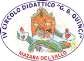 IV CIRCOLO DIDATTICO "G. B. QUINCI"
MAZARA DEL VALLO